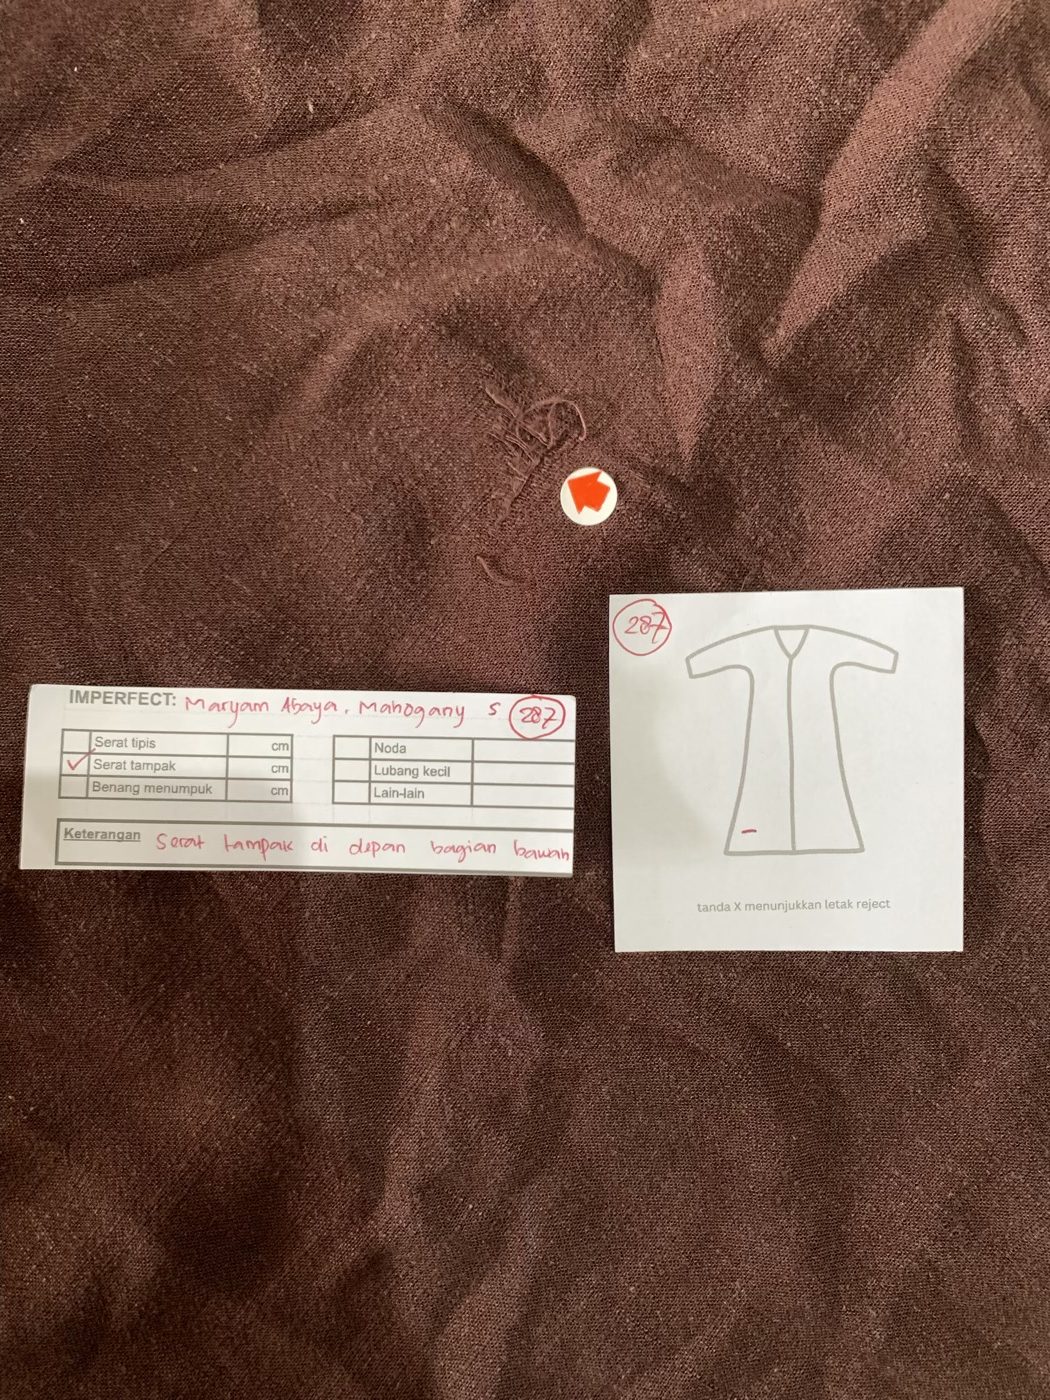 287
IMPERFECT: Maryam Abaya, Mahogany S 287
Serat tipis cm Noda
Serat tampak cm Lubang kecil
Benang menumpuk cm Lain-lain
Keterangan Serat tampak di depan bagian bawah
tanda X menunjukkan letak reject